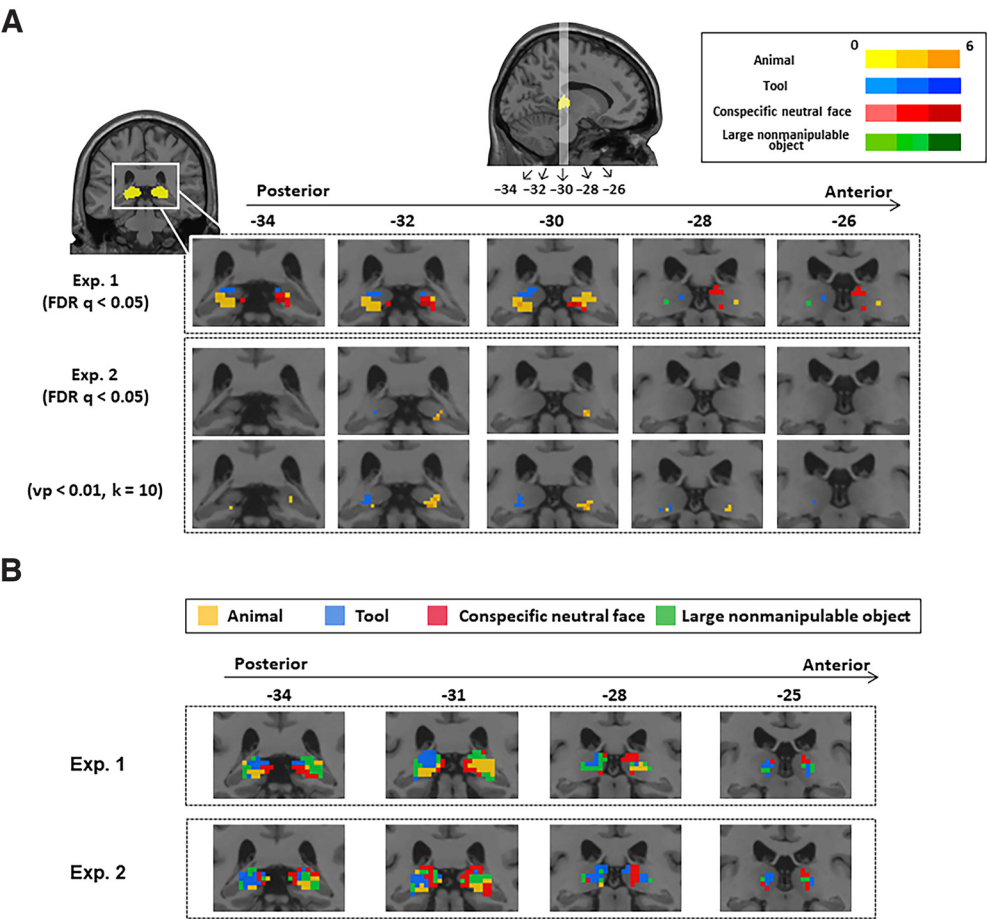 A
0 6
Animal
Tool
Conspecific neutral face
Large nonmanipulable
object
-34 -32 -30 -28 -26
Posterior Anterior
-34 -32 -30 -28 -26
Exp. 1
(FDR q < 0.05)
Exp. 2
(FDR q < 0.05)
(vp < 0.01, k = 10)
B
Animal Tool Conspecific neutral face Large nonmanipulable object
Posterior Anterior
-34 -31 -28 -25
Exp. 1
Exp. 2